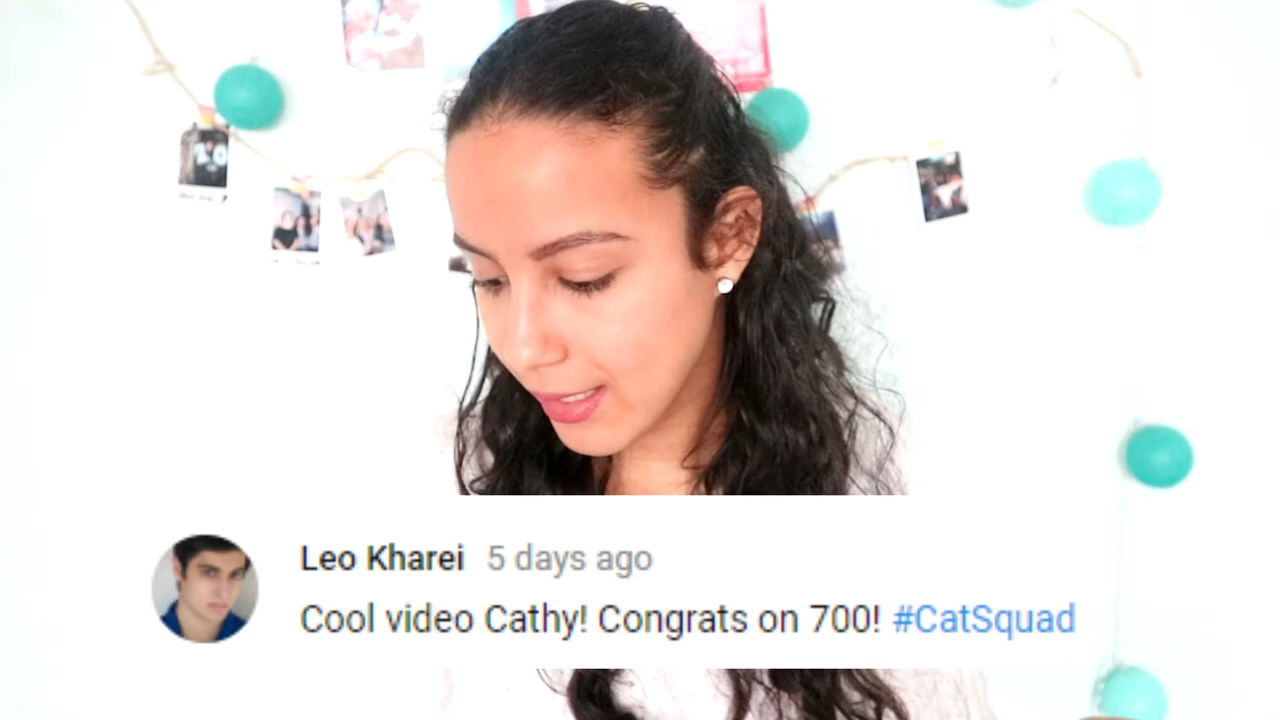 Leo Kharei 5 days ago
Cool video Cathy! Congrats on 700! #CatSquad